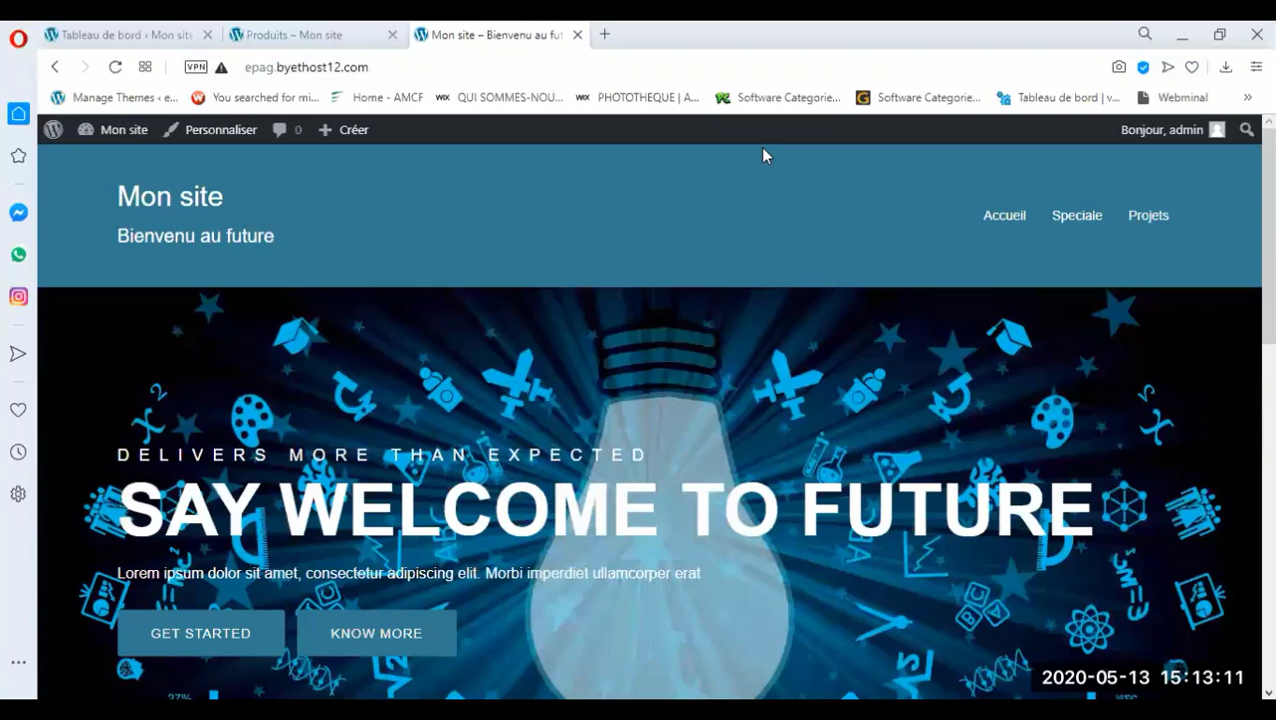 Tableau de bord ‹ Mon sit
Produits – Mon site
Mon site – Bienvenu au fut
VPN
epag.byethost12.com
Manage Themes ‹ e...
You searched for mi...
Home - AMCF
WIX QUI SOMMES-NOU...
WIX PHOTOTHEQUE | A...
Software Categorie...
Software Categorie...
Tableau de bord | v...
Webminal
»
Mon site
Personnaliser
0
Créer
Bonjour, admin
Mon site
Bienvenu au future
Accueil
Speciale
Projets
DELIVERS MORE THAN EXPECTED
SAY WELCOME TO FUTURE
Lorem ipsum dolor sit amet, consectetur adipiscing elit. Morbi imperdiet ullamcorper erat
GET STARTED
KNOW MORE
2020-05-13 15:13:11